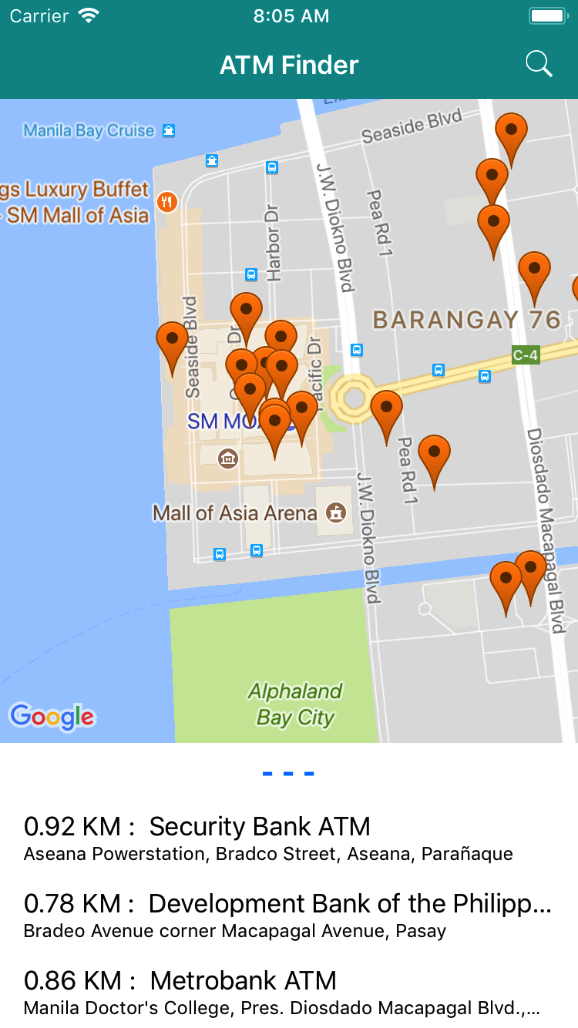 Carrier 8:05 AM
ATM Finder
Manila Bay Cruise
Seaside Blvd
gs Luxury Buffet
- SM Mall of Asia
J.W. Diokno Blvd
Pea Rd 1
Harbor Dr
BARANGAY 76
Seaside Blvd
Dr
Pacific Dr
C-4
SM MOA
Pea Rd 1
Diosdado Macapagal Blvd
Mall of Asia Arena
J.W. Diokno Blvd
Alphaland
Bay City
Google
- - -
0.92 KM : Security Bank ATM
Aseana Powerstation, Bradco Street, Aseana, Parañaque
0.78 KM : Development Bank of the Philipp...
Bradeo Avenue corner Macapagal Avenue, Pasay
0.86 KM : Metrobank ATM
Manila Doctor's College, Pres. Diosdado Macapagal Blvd.,...